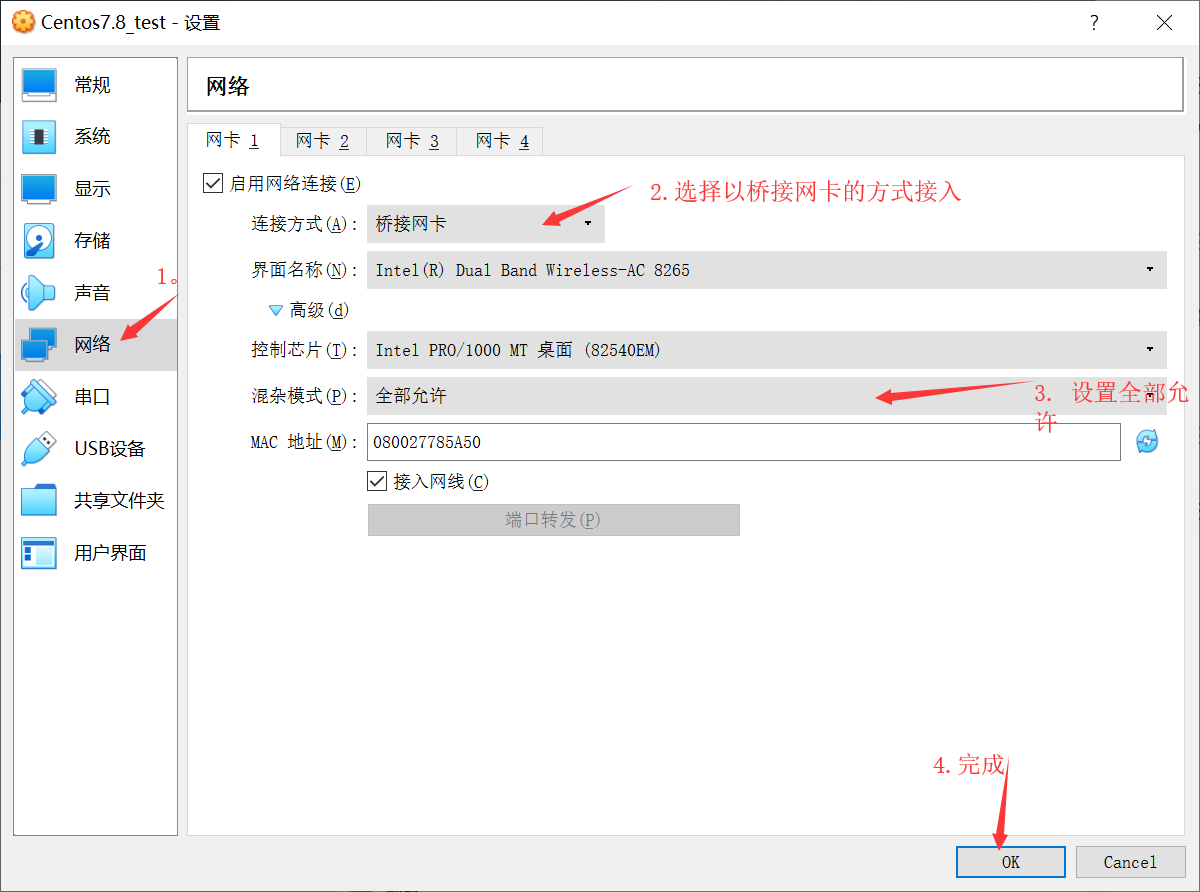 Centos7.8_test - 设置
?
常规
系统
显示
存储
声音
1。
网络
串口
USB设备
共享文件夹
用户界面
网络
网卡 1
网卡 2
网卡 3
网卡 4
启用网络连接(E)
2.选择以桥接网卡的方式接入
连接方式(A): 桥接网卡
界面名称(N): Intel(R) Dual Band Wireless-AC 8265
高级(d)
控制芯片(T): Intel PRO/1000 MT 桌面 (82540EM)
混杂模式(P): 全部允许
3. 设置全部允
许
MAC 地址(M): 080027785A50
接入网线(C)
端口转发(P)
4.完成
OK
Cancel